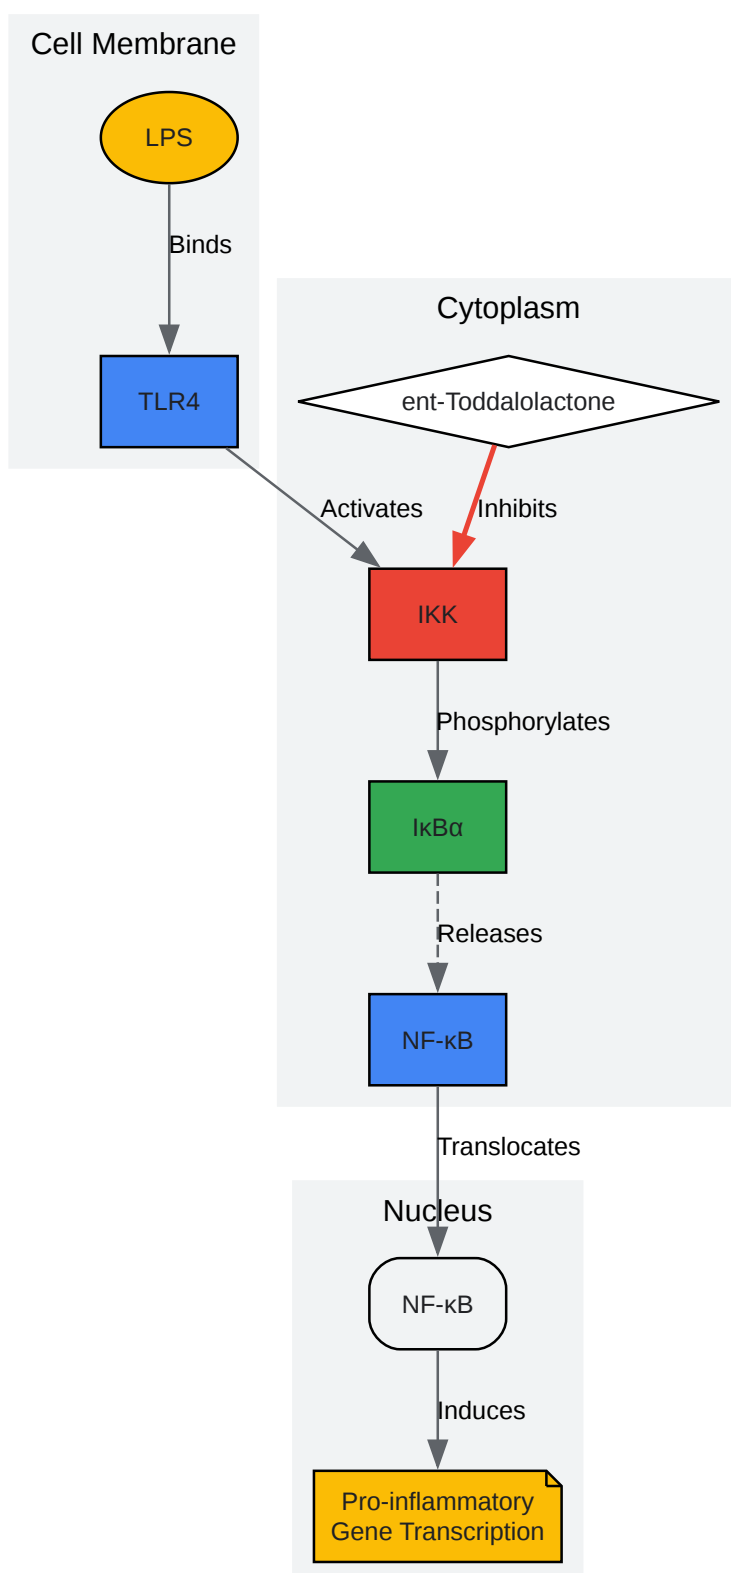 Cell Membrane
LPS
Binds
Cytoplasm
TLR4
ent-Toddalolactone
Activates
Inhibits
IKK
Phosphorylates
IκBα
Releases
NF-κB
Translocates
Nucleus
NF-κB
Induces
Pro-inflammatory
Gene Transcription